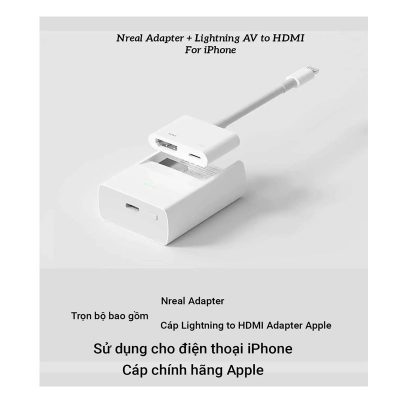 Nreal Adapter + Lightning AV to HDMI
For iPhone
Nreal Adapter
Trọn bộ bao gồm
Cáp Lightning to HDMI Adapter Apple
Sử dụng cho điện thoại iPhone
Cáp chính hãng Apple